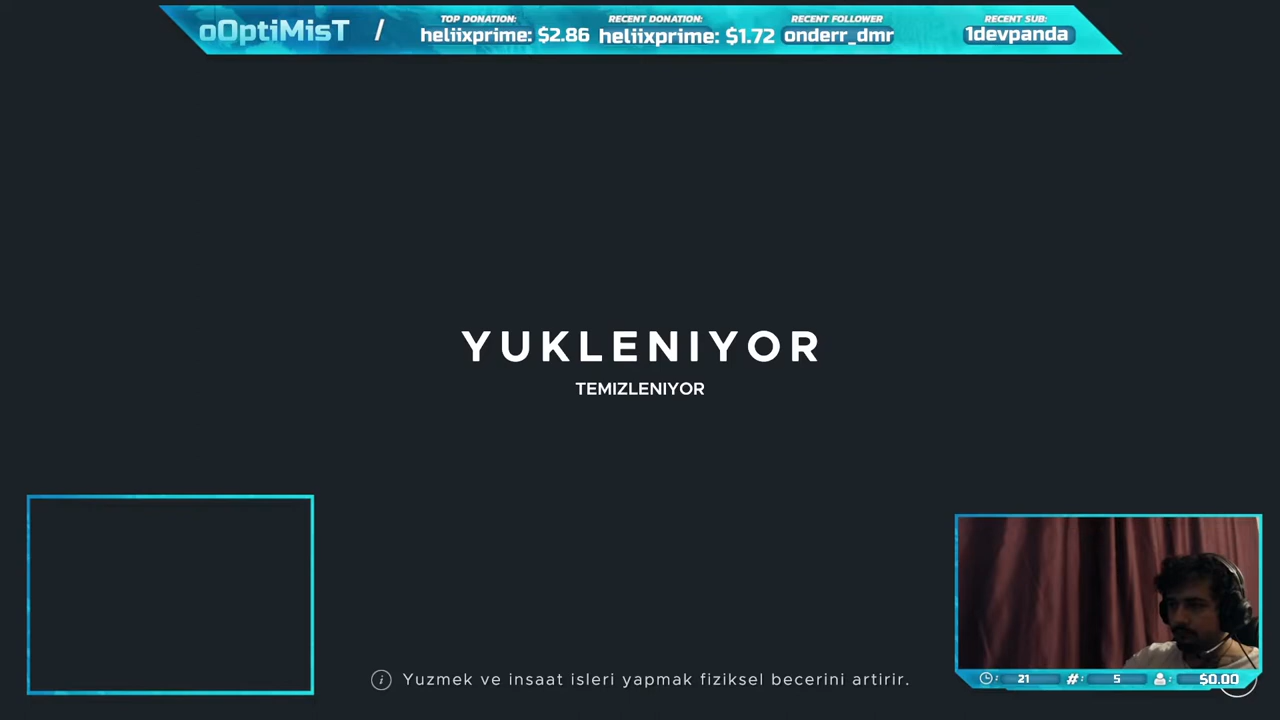 oOptiMisT /
TOP DONATION:
heliixprime: $2.86
RECENT DONATION:
heliixprime: $1.72
RECENT FOLLOWER
onderr_dmr
RECENT SUB:
1devpanda
YUKLENIYOR
TEMIZLENIYOR
Yuzmek ve insaat isleri yapmak fiziksel becerini artirir.
: 21 #: 5 : $0.00